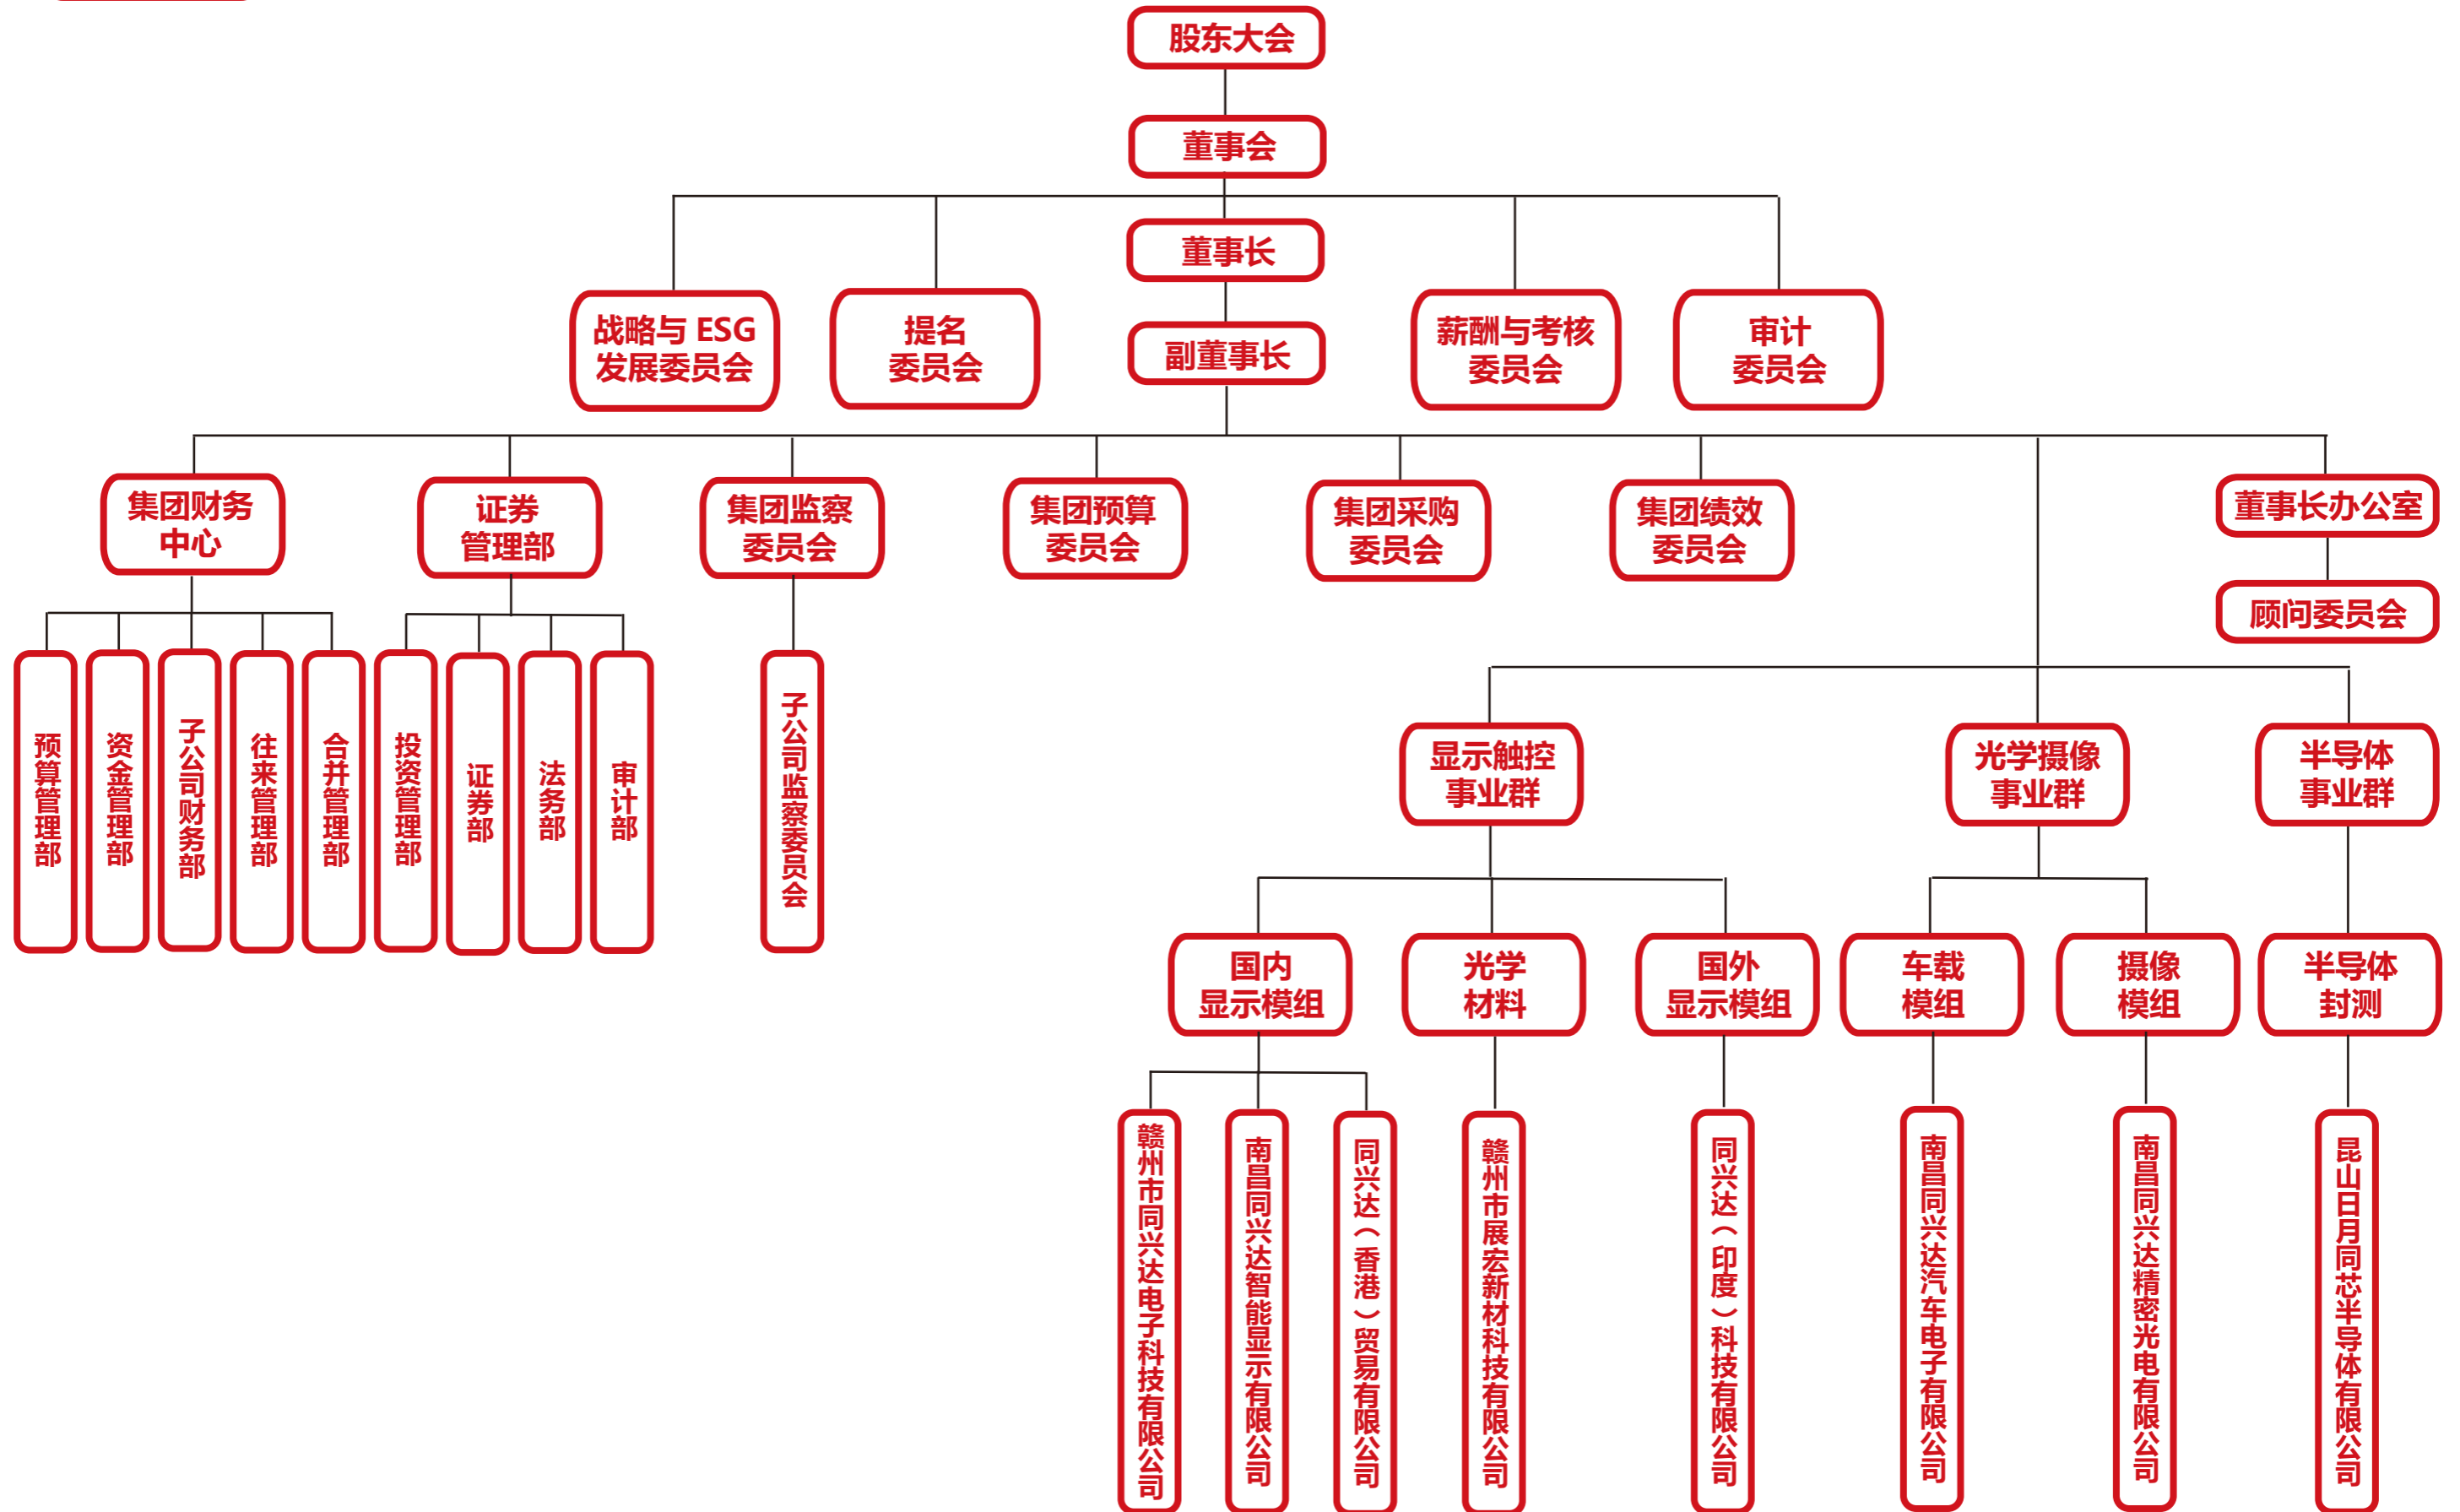 股东大会
董事会
董事长
战略与 ESG
发展委员会
提名
委员会
副董事长
薪酬与考核
委员会
审计
委员会
集团财务
中心
证券
管理部
集团监察
委员会
集团预算
委员会
集团采购
委员会
集团绩效
委员会
董事长办公室
顾问委员会
预算管理部
资金管理部
子公司财务部
往来管理部
合并管理部
投资管理部
证券部
法务部
审计部
子公司监察委员会
显示触控
事业群
光学摄像
事业群
半导体
事业群
国内
显示模组
光学
材料
国外
显示模组
车载
模组
摄像
模组
半导体
封测
赣州市同兴达电子科技有限公司
南昌同兴达智能显示有限公司
同兴达（香港）贸易有限公司
赣州市展宏新材科技有限公司
同兴达（印度）科技有限公司
南昌同兴达汽车电子有限公司
南昌同兴达精密光电有限公司
昆山日月同芯半导体有限公司